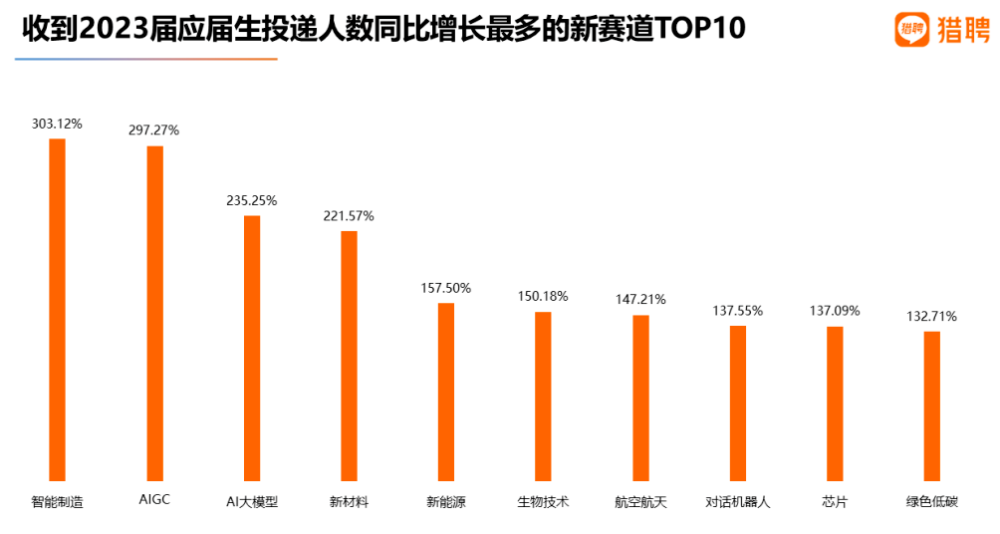 收到2023届应届生投递人数同比增长最多的新赛道TOP10
猎聘
猎聘
303.12%
297.27%
235.25%
221.57%
157.50%
150.18%
147.21%
137.55%
137.09%
132.71%
智能制造
AIGC
AI大模型
新材料
新能源
生物技术
航空航天
对话机器人
芯片
绿色低碳